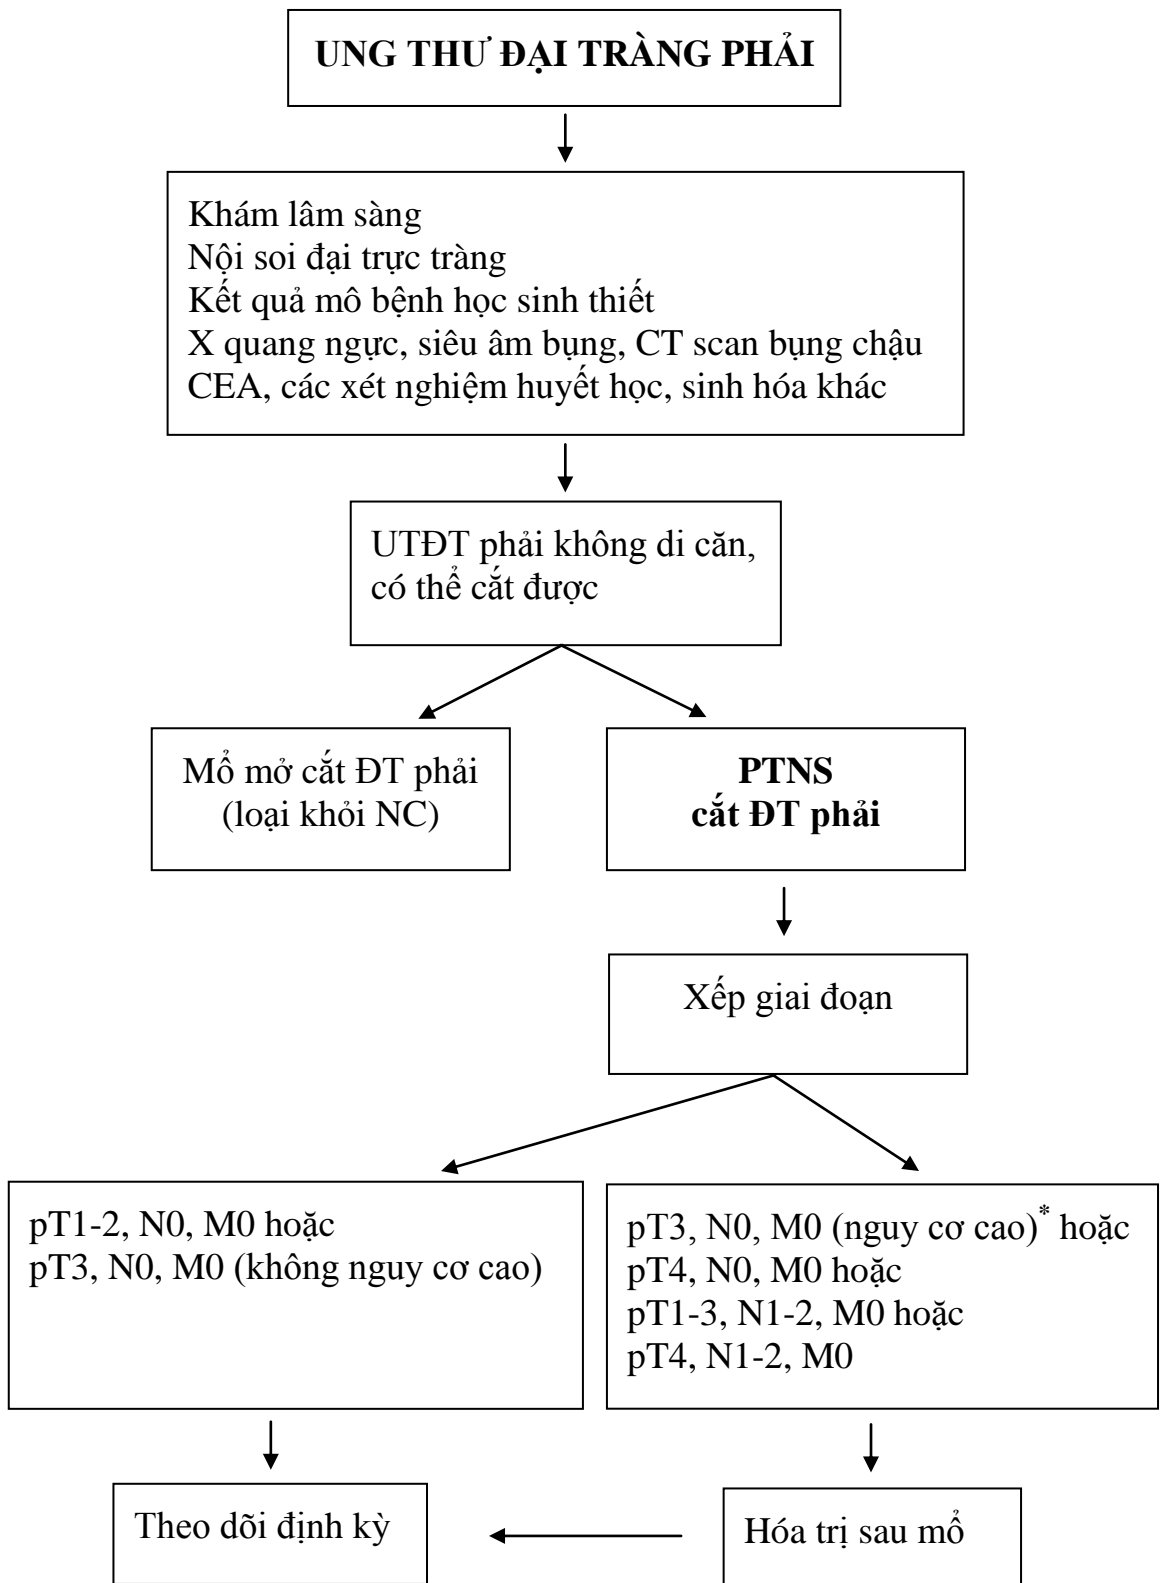 UNG THƯ ĐẠI TRÀNG PHẢI
Khám lâm sàng
Nội soi đại trực tràng
Kết quả mô bệnh học sinh thiết
X quang ngực, siêu âm bụng, CT scan bụng chậu
CEA, các xét nghiệm huyết học, sinh hóa khác
UTĐT phải không di căn,
có thể cắt được
Mổ mở cắt ĐT phải
(loại khỏi NC)
PTNS
cắt ĐT phải
Xếp giai đoạn
pT1-2, N0, M0 hoặc
pT3, N0, M0 (không nguy cơ cao)
pT3, N0, M0 (nguy cơ cao)* hoặc
pT4, N0, M0 hoặc
pT1-3, N1-2, M0 hoặc
pT4, N1-2, M0
Theo dõi định kỳ
Hóa trị sau mổ